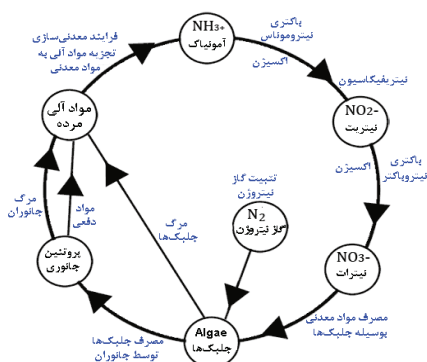 فرایند معدنی‌سازی
تجزیه مواد آلی به
مواد معدنی
NH3+
آمونیاک
باکتری
نیتروموناس
اکسیژن
نیتریفیکاسیون
NO2-
نیتریت
باکتری
نیتروباکتر
اکسیژن
NO3-
نیترات
مصرف مواد معدنی
بوسیله جلبک‌ها
تثبیت گاز
نیتروژن
N2
گاز نیتروژن
Algae
جلبک‌ها
مصرف جلبک‌ها
توسط جانوران
پروتئین
جانوری
مرگ
جانوران
مواد
دفعی
مرگ
جلبک‌ها
مواد آلی
مرده